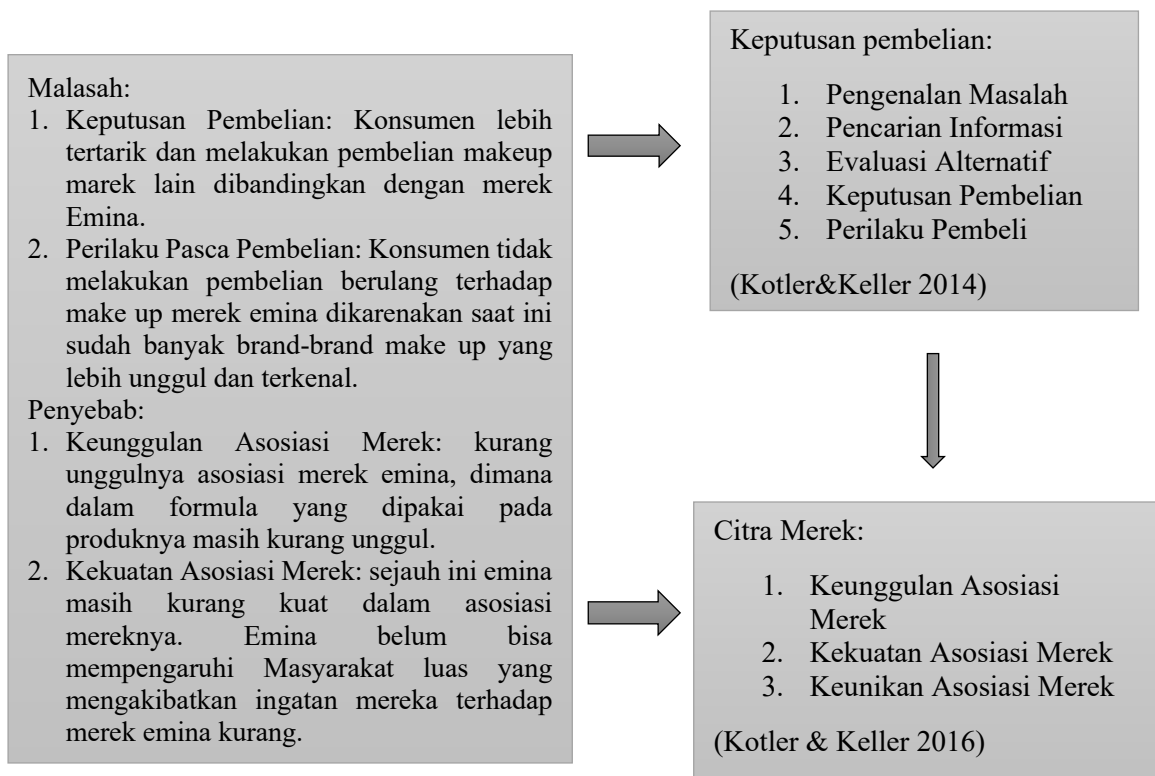 Malasah:
1. Keputusan Pembelian: Konsumen lebih
tertarik dan melakukan pembelian makeup
marek lain dibandingkan dengan merek
Emina.
2. Perilaku Pasca Pembelian: Konsumen tidak
melakukan pembelian berulang terhadap
make up merek emina dikarenakan saat ini
sudah banyak brand-brand make up yang
lebih unggul dan terkenal.
Penyebab:
1. Keunggulan Asosiasi Merek: kurang
unggulnya asosiasi merek emina, dimana
dalam formula yang dipakai pada
produknya masih kurang unggul.
2. Kekuatan Asosiasi Merek: sejauh ini emina
masih kurang kuat dalam asosiasi
mereknya. Emina belum bisa
mempengaruhi Masyarakat luas yang
mengakibatkan ingatan mereka terhadap
merek emina kurang.
Keputusan pembelian:
1. Pengenalan Masalah
2. Pencarian Informasi
3. Evaluasi Alternatif
4. Keputusan Pembelian
5. Perilaku Pembeli
(Kotler&Keller 2014)
Citra Merek:
1. Keunggulan Asosiasi
Merek
2. Kekuatan Asosiasi Merek
3. Keunikan Asosiasi Merek
(Kotler & Keller 2016)